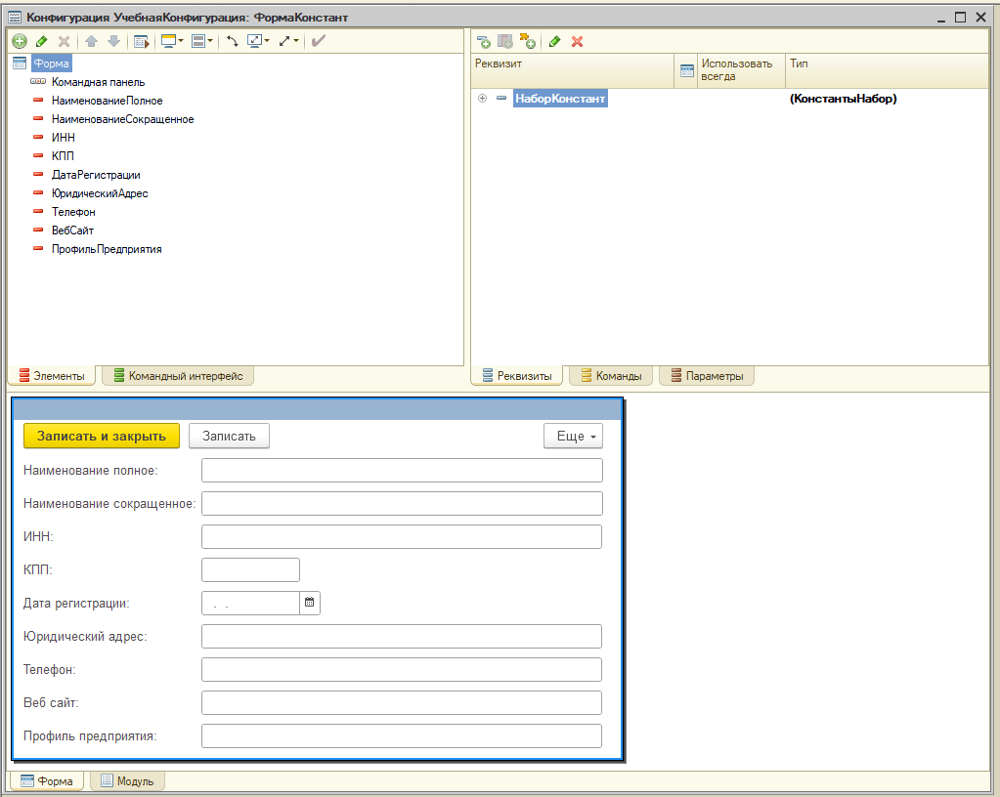 Конфигурация УчебнаяКонфигурация: ФормаКонстант
Форма
Командная панель
НаименованиеПолное
НаименованиеСокращенное
ИНН
КПП
ДатаРегистрации
ЮридическийАдрес
Телефон
ВебСайт
ПрофильПредприятия
Элементы Командный интерфейс
Реквизит Использовать всегда Тип
НаборКонстант (КонстантыНабор)
Реквизиты Команды Параметры
Записать и закрыть Записать Еще
Наименование полное:
Наименование сокращенное:
ИНН:
КПП:
Дата регистрации: . .
Юридический адрес:
Телефон:
Веб сайт:
Профиль предприятия:
Форма Модуль